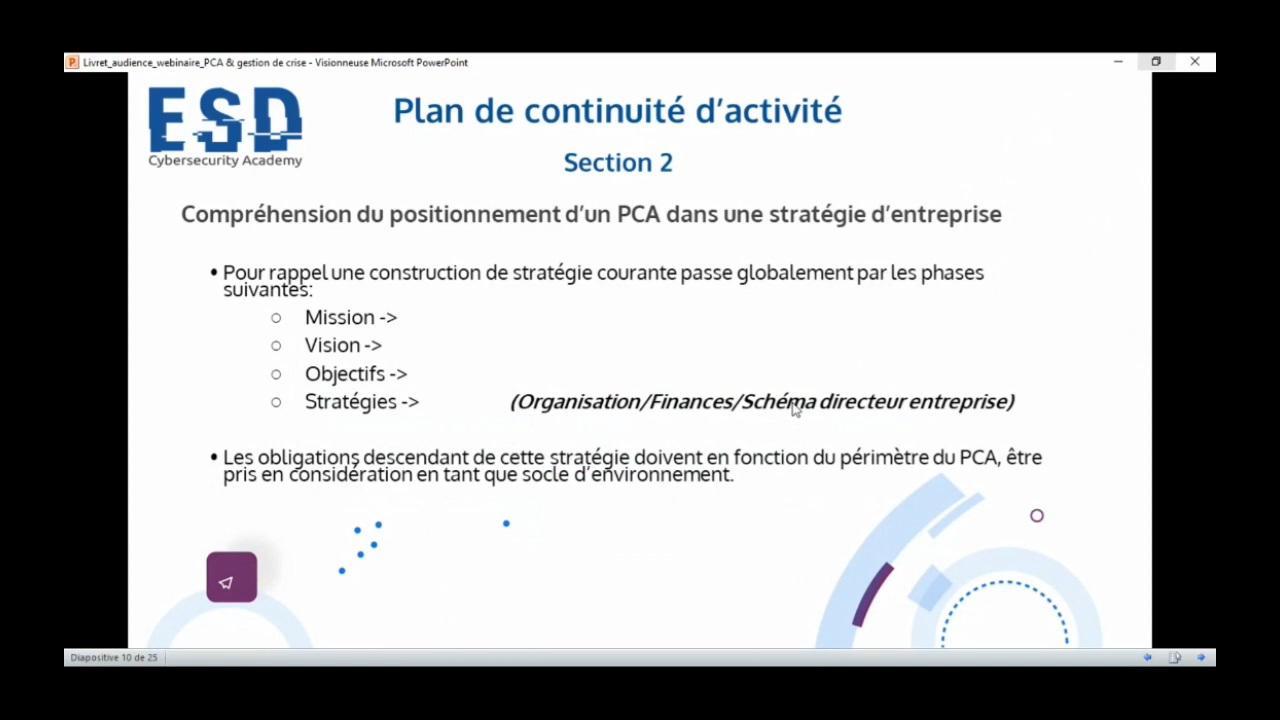 Livret_audience_webinaire_PCA & gestion de crise - Visionneuse Microsoft PowerPoint
ESD
Cybersecurity Academy
Plan de continuité d'activité
Section 2
Compréhension du positionnement d'un PCA dans une stratégie d'entreprise
• Pour rappel une construction de stratégie courante passe globalement par les phases
suivantes:
○ Mission ->
○ Vision ->
○ Objectifs ->
○ Stratégies -> (Organisation/Finances/Schéma directeur entreprise)
• Les obligations descendant de cette stratégie doivent en fonction du périmètre du PCA, être
pris en considération en tant que socle d'environnement.
Diapositive 10 de 25